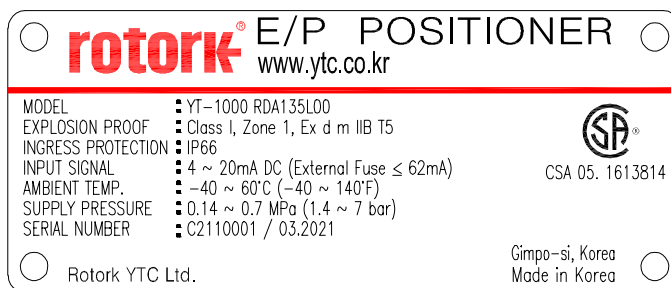 rotork® E/P POSITIONER
www.ytc.co.kr
MODEL : YT-1000 RDA135L00
EXPLOSION PROOF : Class I, Zone 1, Ex d m IIB T5
INGRESS PROTECTION : IP66
INPUT SIGNAL : 4 ~ 20mA DC (External Fuse ≤ 62mA)
AMBIENT TEMP. : -40 ~ 60°C (-40 ~ 140°F)
SUPPLY PRESSURE : 0.14 ~ 0.7 MPa (1.4 ~ 7 bar)
SERIAL NUMBER : C2110001 / 03.2021
SA®
CSA 05. 1613814
Rotork YTC Ltd.
Gimpo-si, Korea
Made in Korea